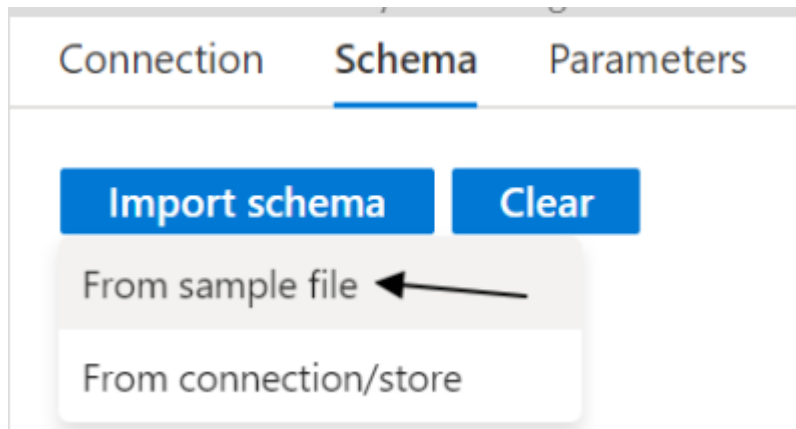 Connection Schema Parameters
Import schema Clear
From sample file
From connection/store